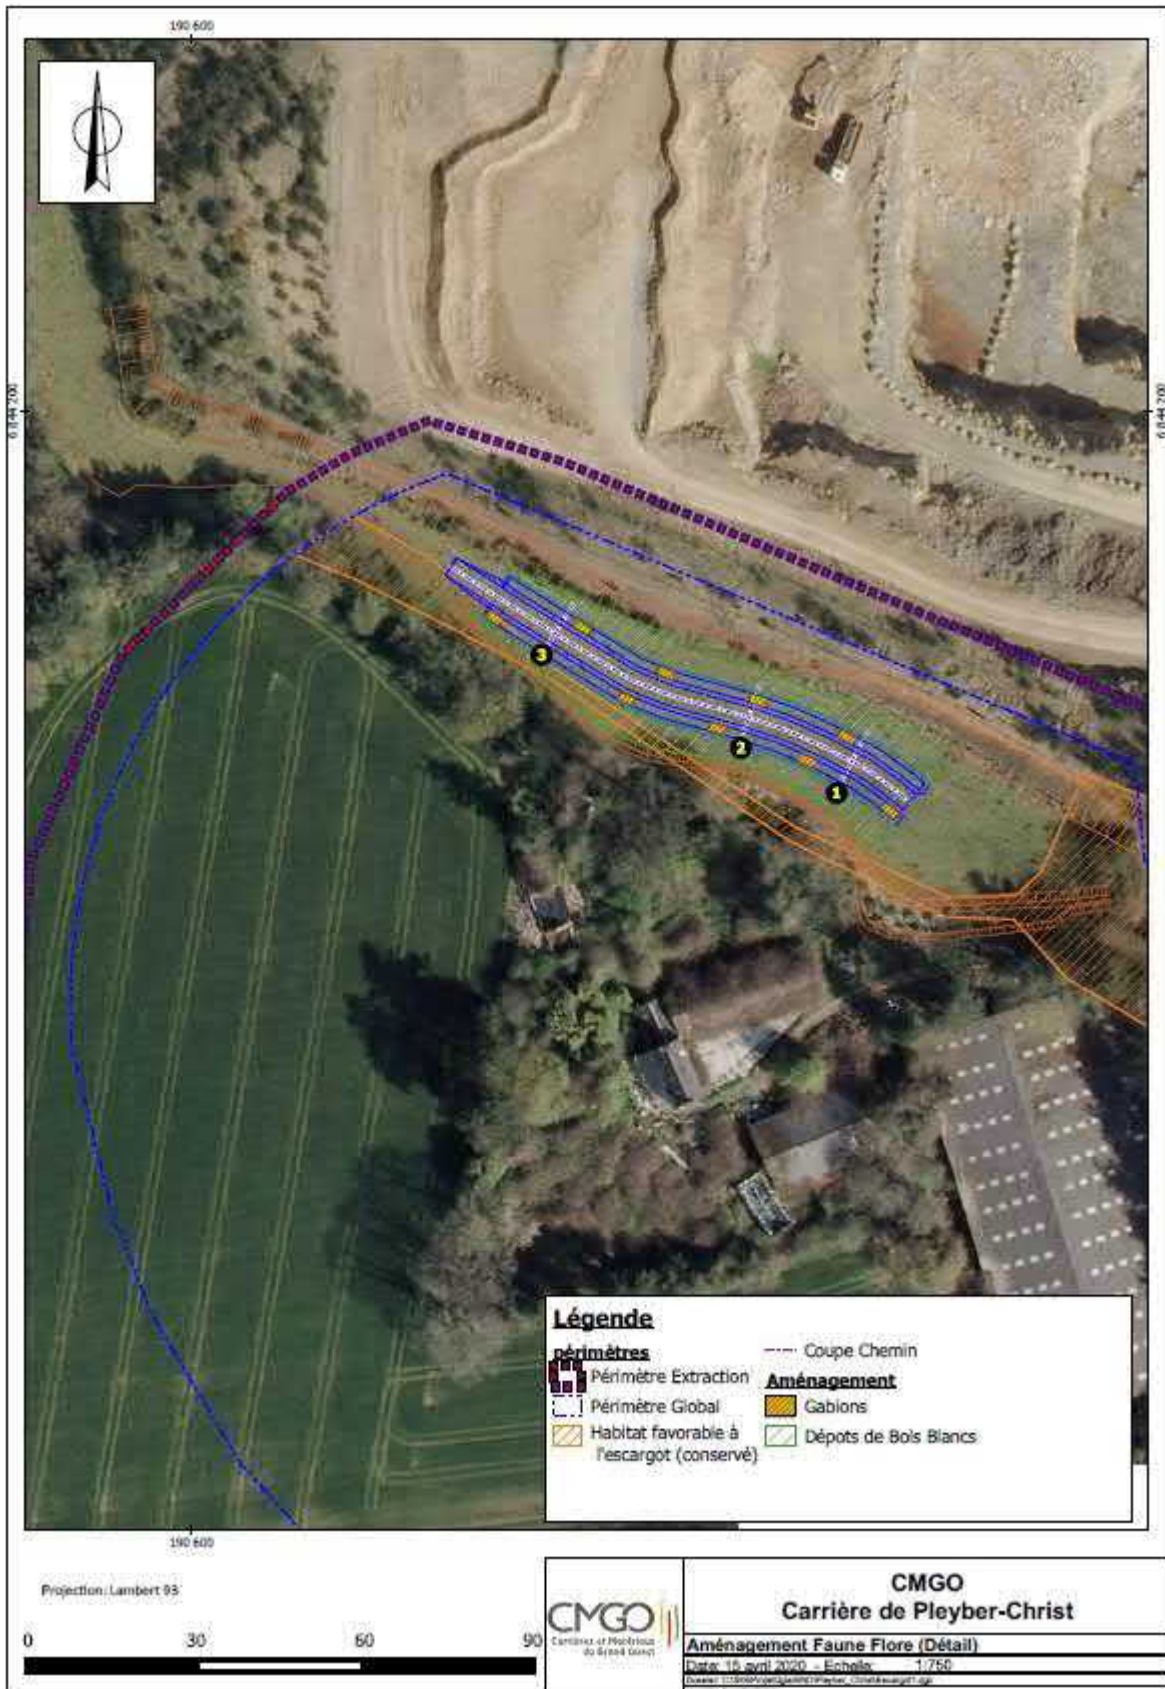 190 600
6 844 200
6 844 200
3
2
1
Légende
périmètres
Périmètre Extraction
Périmètre Global
Habitat favorable à
l'escargot (conservé)
Coupe Chemin
Aménagement
Gabions
Dépots de Bois Blancs
190 600
Projection: Lambert 93
0 30 60 90
CMGO
Carrières et Matériaux
du Grand Ouest
CMGO
Carrière de Pleyber-Christ
Aménagement Faune Flore (Détail)
Date: 15 avril 2020 - Echelle: 1:750